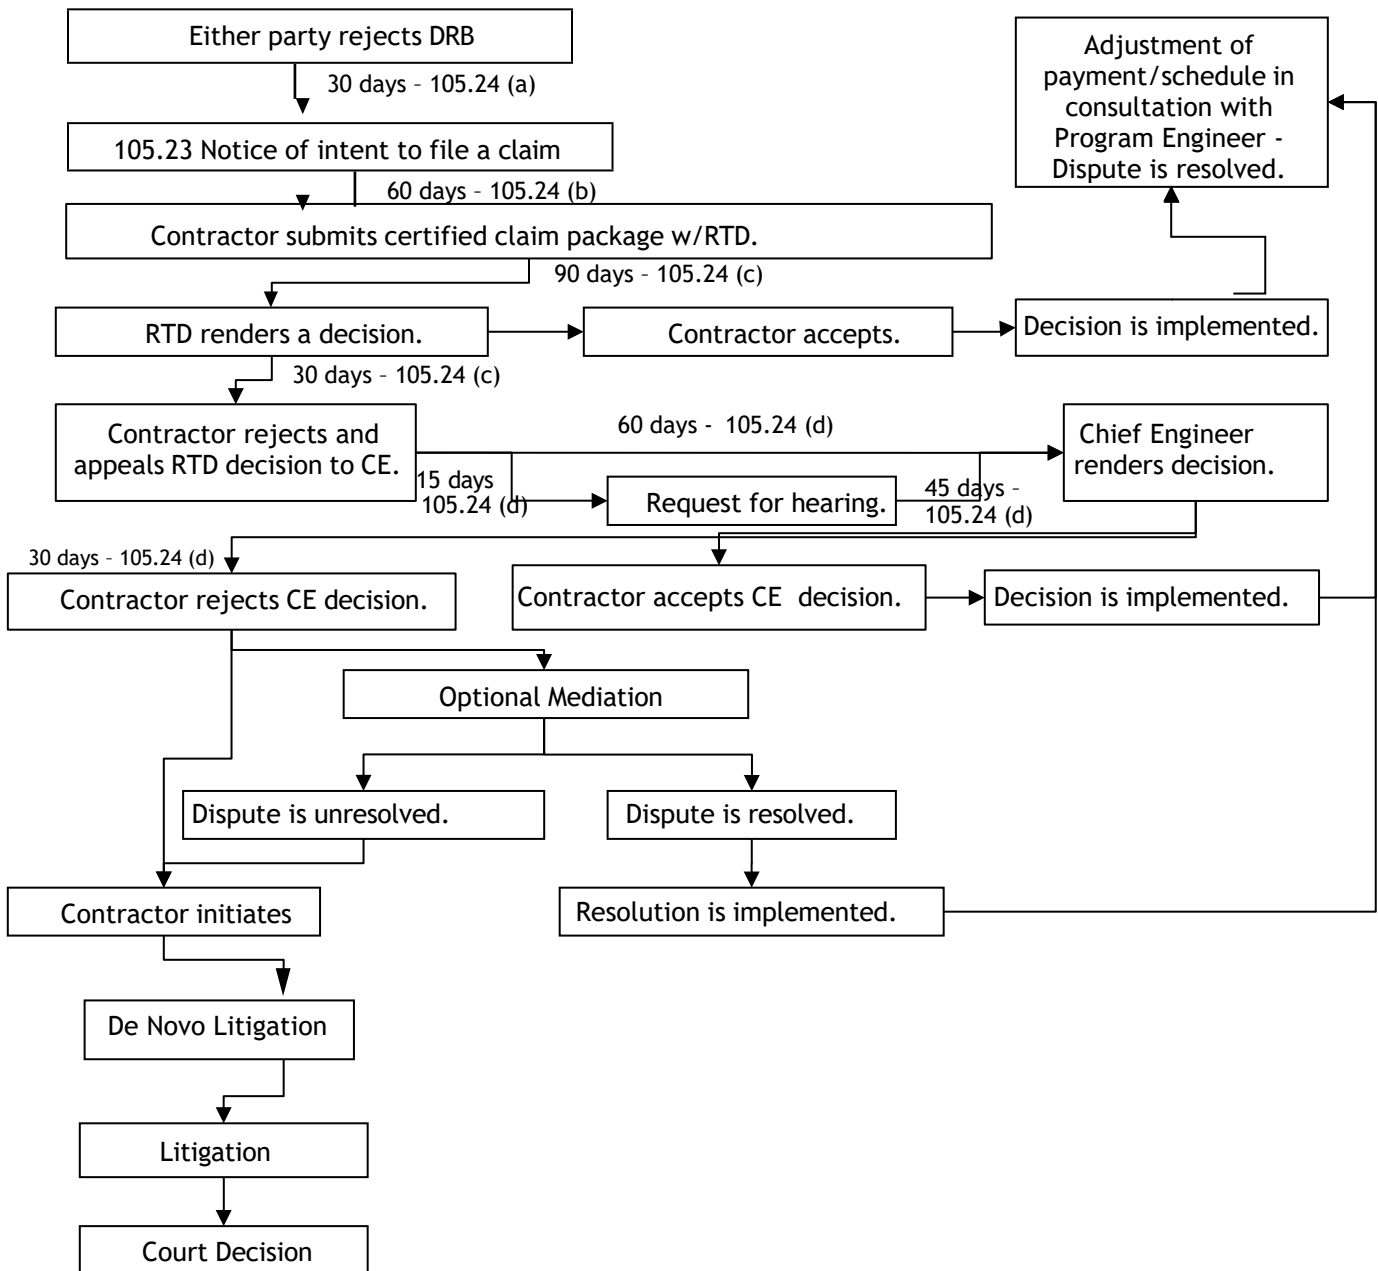 Either party rejects DRB
30 days – 105.24 (a)
105.23 Notice of intent to file a claim
60 days – 105.24 (b)
Contractor submits certified claim package w/RTD.
90 days – 105.24 (c)
Adjustment of
payment/schedule in
consultation with
Program Engineer -
Dispute is resolved.
RTD renders a decision.
Contractor accepts.
Decision is implemented.
30 days – 105.24 (c)
Contractor rejects and
appeals RTD decision to CE.
60 days - 105.24 (d)
Chief Engineer
renders decision.
15 days
105.24 (d)
Request for hearing.
45 days –
105.24 (d)
30 days – 105.24 (d)
Contractor rejects CE decision.
Contractor accepts CE decision.
Decision is implemented.
Optional Mediation
Dispute is unresolved.
Dispute is resolved.
Contractor initiates
Resolution is implemented.
De Novo Litigation
Litigation
Court Decision